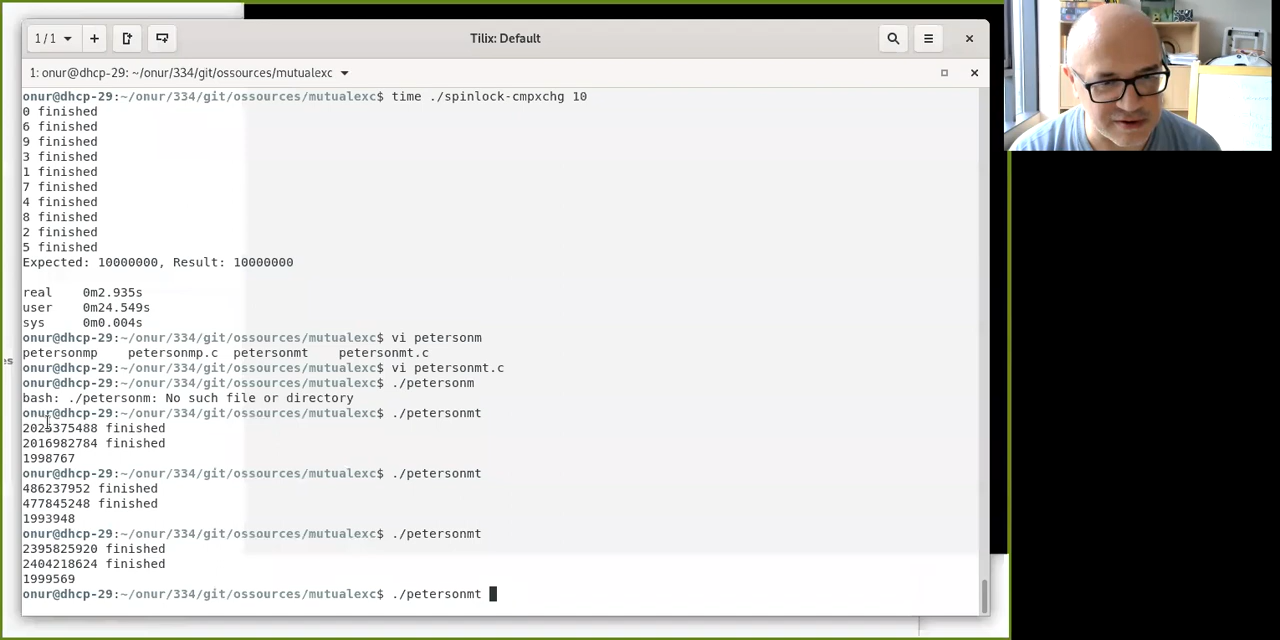 1 / 1
Tilix: Default
1: onur@dhcp-29: ~/onur/334/git/ossources/mutualexc
onur@dhcp-29:~/onur/334/git/ossources/mutualexc$ time ./spinlock-cmpxchg 10
0 finished
6 finished
9 finished
3 finished
1 finished
7 finished
4 finished
8 finished
2 finished
5 finished
Expected: 10000000, Result: 10000000
real    0m2.935s
user    0m24.549s
sys     0m0.004s
onur@dhcp-29:~/onur/334/git/ossources/mutualexc$ vi petersonm
petersonmp    petersonmp.c  petersonmt    petersonmt.c
onur@dhcp-29:~/onur/334/git/ossources/mutualexc$ vi petersonmt.c
onur@dhcp-29:~/onur/334/git/ossources/mutualexc$ ./petersonm
bash: ./petersonm: No such file or directory
onur@dhcp-29:~/onur/334/git/ossources/mutualexc$ ./petersonmt
2025375488 finished
2016982784 finished
1998767
onur@dhcp-29:~/onur/334/git/ossources/mutualexc$ ./petersonmt
486237952 finished
477845248 finished
1993948
onur@dhcp-29:~/onur/334/git/ossources/mutualexc$ ./petersonmt
2395825920 finished
2404218624 finished
1999569
onur@dhcp-29:~/onur/334/git/ossources/mutualexc$ ./petersonmt
es